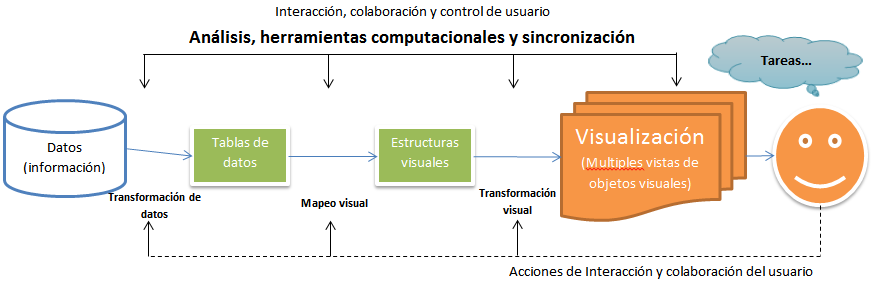 Interacción, colaboración y control de usuario
Análisis, herramientas computacionales y sincronización
Tareas...
Datos
(información)
Tablas de
datos
Estructuras
visuales
Visualización
(Multiples vistas de
objetos visuales)
Transformación de
datos
Mapeo visual
Transformación
visual
Acciones de Interacción y colaboración del usuario